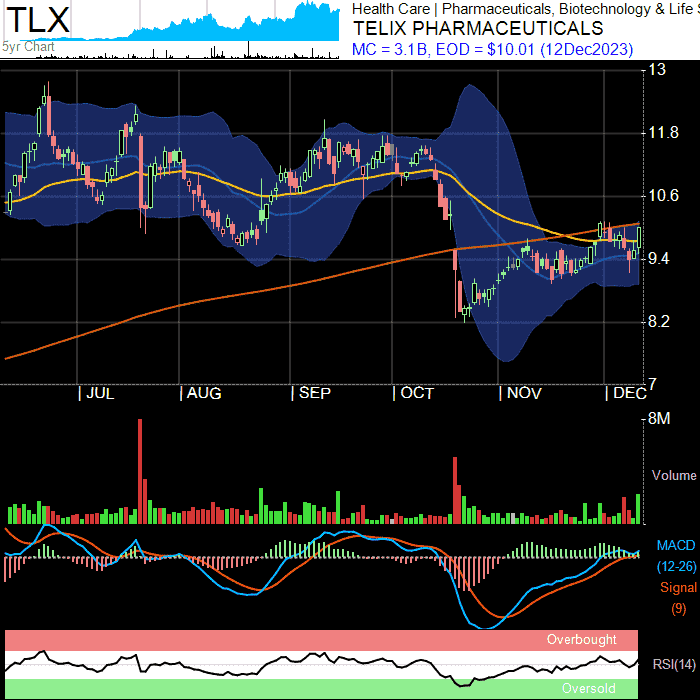 TLX
5yr Chart
Health Care | Pharmaceuticals, Biotechnology & Life S
TELIX PHARMACEUTICALS
MC = 3.1B, EOD = $10.01 (12Dec2023)
13
11.8
10.6
9.4
8.2
7
| JUL | AUG | SEP | OCT | NOV | DEC
8M
Volume
MACD
(12-26)
Signal
(9)
Overbought
RSI(14)
Oversold